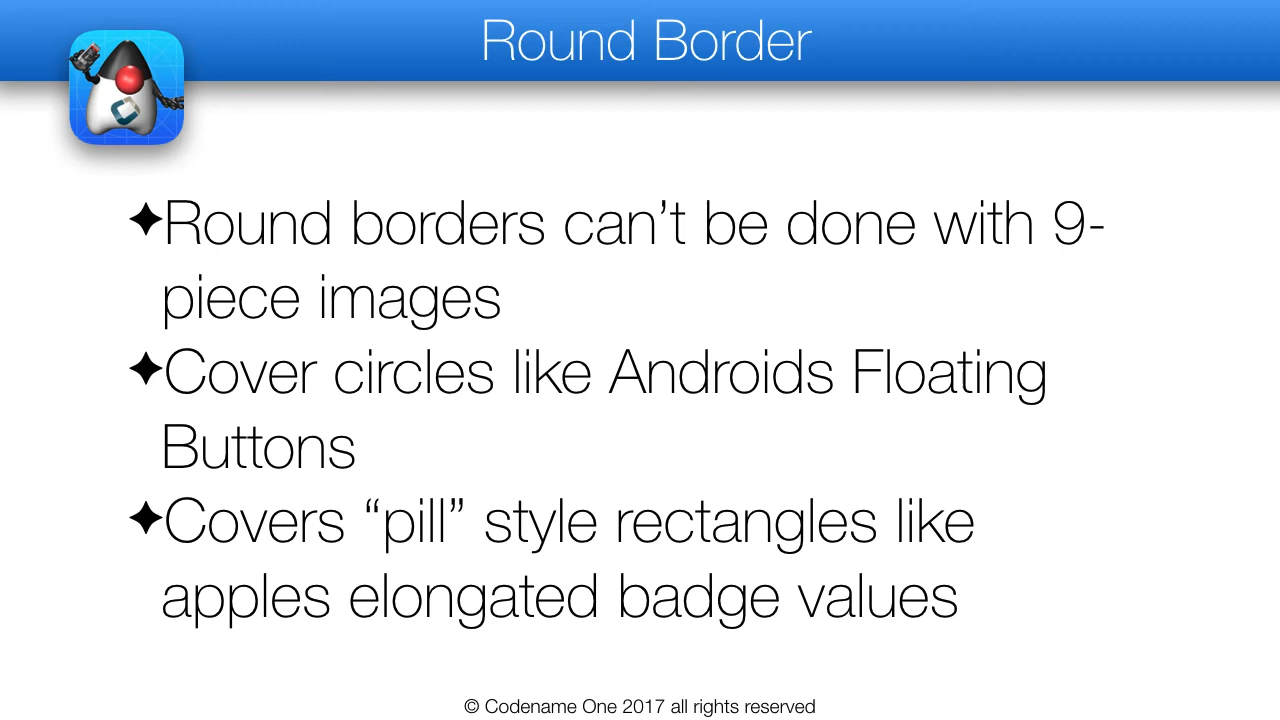 Round Border
✦Round borders can’t be done with 9-
piece images
✦Cover circles like Androids Floating
Buttons
✦Covers “pill” style rectangles like
apples elongated badge values
© Codename One 2017 all rights reserved